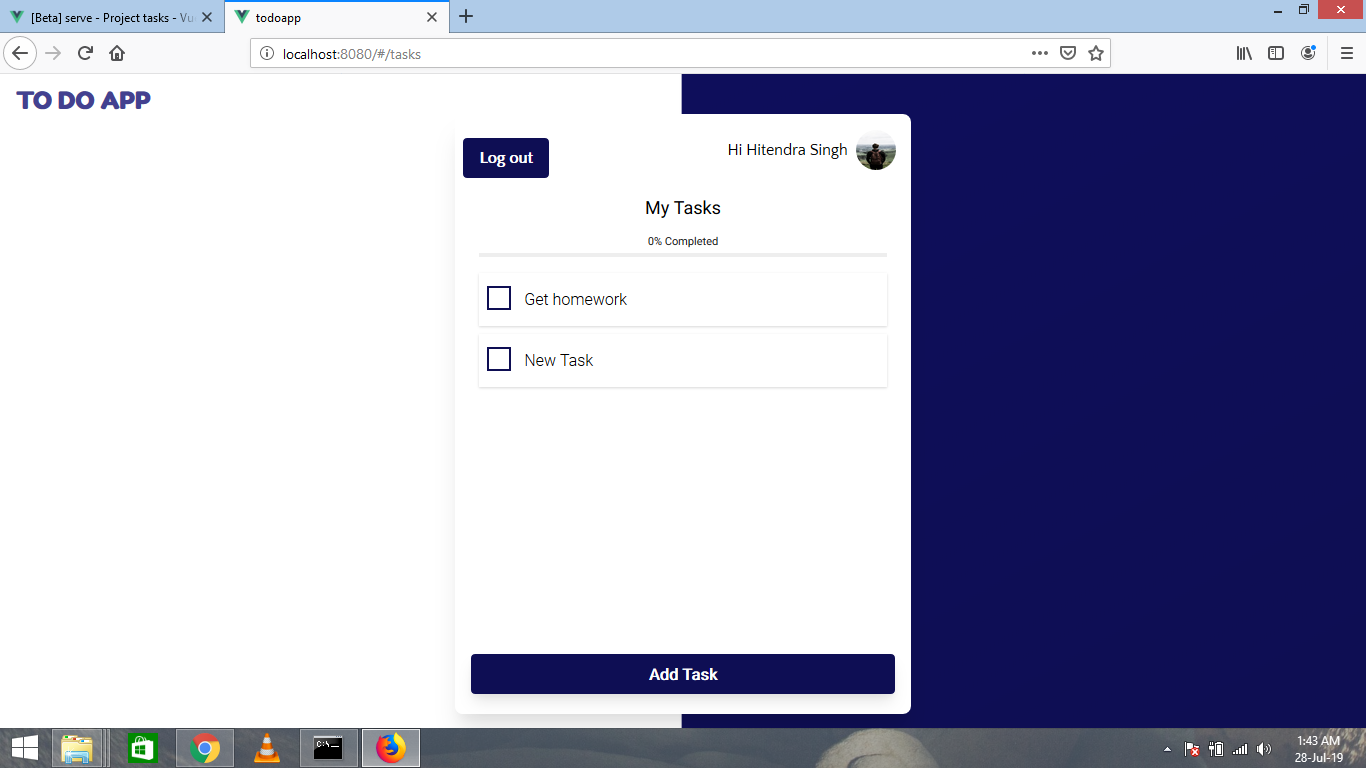 [Beta] serve - Project tasks - Vu
todoapp
localhost:8080/#/tasks
TO DO APP
Log out
Hi Hitendra Singh
My Tasks
0% Completed
Get homework
New Task
Add Task
C:\
1:43 AM
28-Jul-19